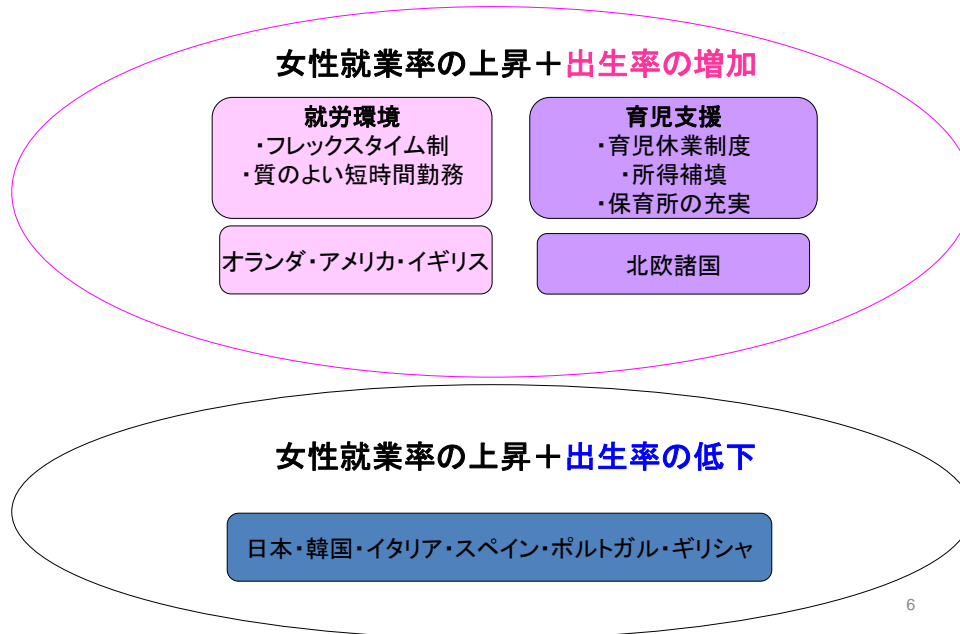 女性就業率の上昇＋出生率の増加
就労環境
・フレックスタイム制
・質のよい短時間勤務
育児支援
・育児休業制度
・所得補填
・保育所の充実
オランダ・アメリカ・イギリス
北欧諸国
女性就業率の上昇＋出生率の低下
日本・韓国・イタリア・スペイン・ポルトガル・ギリシャ
6